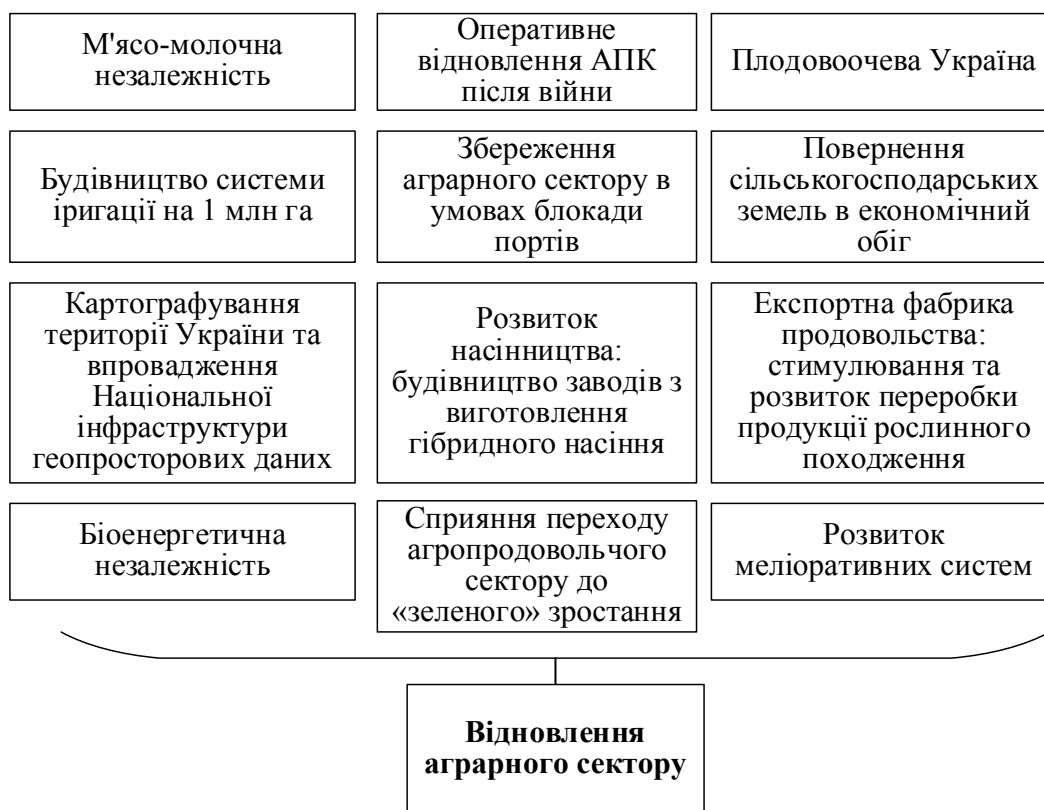 М'ясо-молочна
незалежність
Оперативне
відновлення АПК
після війни
Плодовоочева Україна
Будівництво системи
іригації на 1 млн га
Збереження
аграрного сектору в
умовах блокади
портів
Повернення
сільськогосподарських
земель в економічний
обіг
Картографування
території України та
впровадження
Національної
інфраструктури
геопросторових даних
Розвиток
насінництва:
будівництво заводів з
виготовлення
гібридного насіння
Експортна фабрика
продовольства:
стимулювання та
розвиток переробки
продукції рослинного
походження
Біоенергетична
незалежність
Сприяння переходу
агропродовольчого
сектору до
«зеленого» зростання
Розвиток
меліоративних систем
Відновлення
аграрного сектору